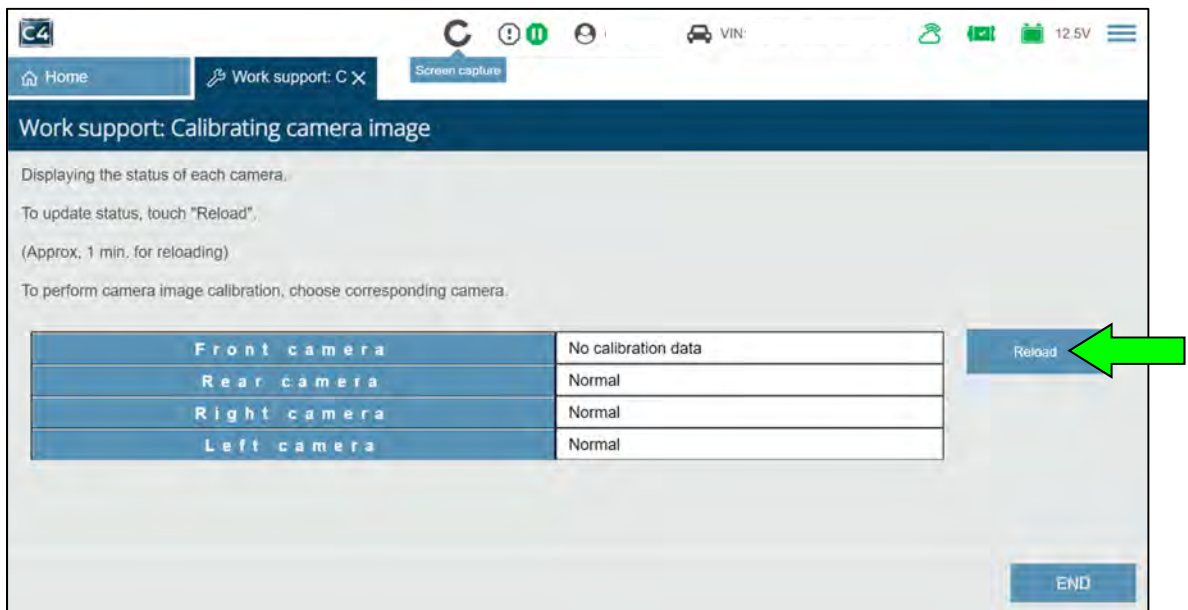 C4
VIN:
12.5V
Home
Work support: C
Screen capture
Work support: Calibrating camera image
Displaying the status of each camera.
To update status, touch "Reload".
(Approx. 1 min. for reloading)
To perform camera image calibration, choose corresponding camera.
Front camera No calibration data
Reload
Rear camera Normal
Right camera Normal
Left camera Normal
END